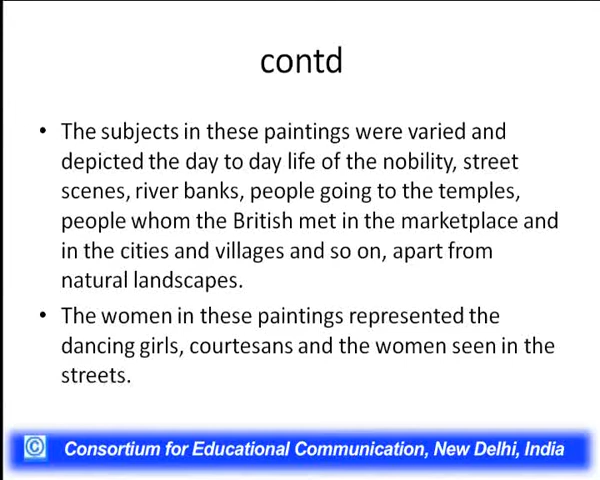 contd
• The subjects in these paintings were varied and
depicted the day to day life of the nobility, street
scenes, river banks, people going to the temples,
people whom the British met in the marketplace and
in the cities and villages and so on, apart from
natural landscapes.
• The women in these paintings represented the
dancing girls, courtesans and the women seen in the
streets.
© Consortium for Educational Communication, New Delhi, India